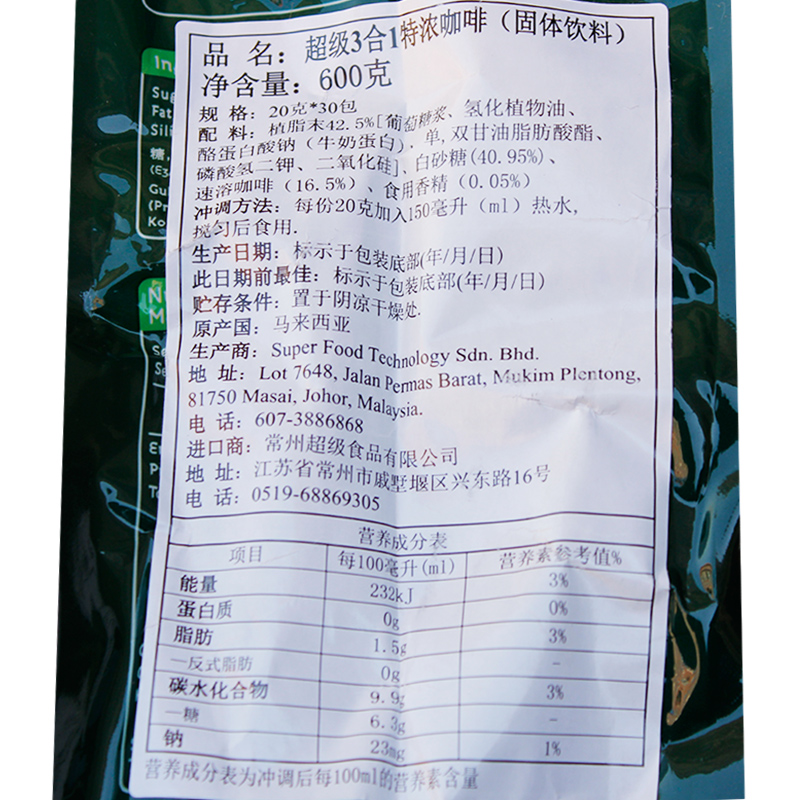 品 名：超级3合1特浓咖啡（固体饮料）
净含量：600克
规 格：20克*30包
配 料：植脂末42.5%[葡萄糖浆、氢化植物油、
酪蛋白酸钠（牛奶蛋白）. 单, 双甘油脂肪酸酯、
磷酸氢二钾、二氧化硅], 白砂糖(40.95%)、
速溶咖啡（16.5%）、食用香精（0.05%）
冲调方法：每份20克加入150毫升（ml）热水,
搅匀后食用.
生产日期：标示于包装底部(年/月/日)
此日期前最佳：标示于包装底部(年/月/日)
贮存条件：置于阴凉干燥处.
原产国：马来西亚
生产商：Super Food Technology Sdn. Bhd.
地 址：Lot 7648, Jalan Permas Barat, Mukim Plentong,
81750 Masai, Johor, Malaysia.
电 话：607-3886868
进口商：常州超级食品有限公司
地 址：江苏省常州市戚墅堰区兴东路16号
电 话：0519-68869305
营养成分表
项目 每100毫升(ml) 营养素参考值%
能量 232kJ 3%
蛋白质 0g 0%
脂肪 1.5g 3%
—反式脂肪 0g -
碳水化合物 9.9g 3%
—糖 6.3g -
钠 23mg 1%
营养成分表为冲调后每100ml的营养素含量
In
Sug
Fat
Sili
糖,
(E3
Gu
(Pr
Ko
Se
Se
En
P
To